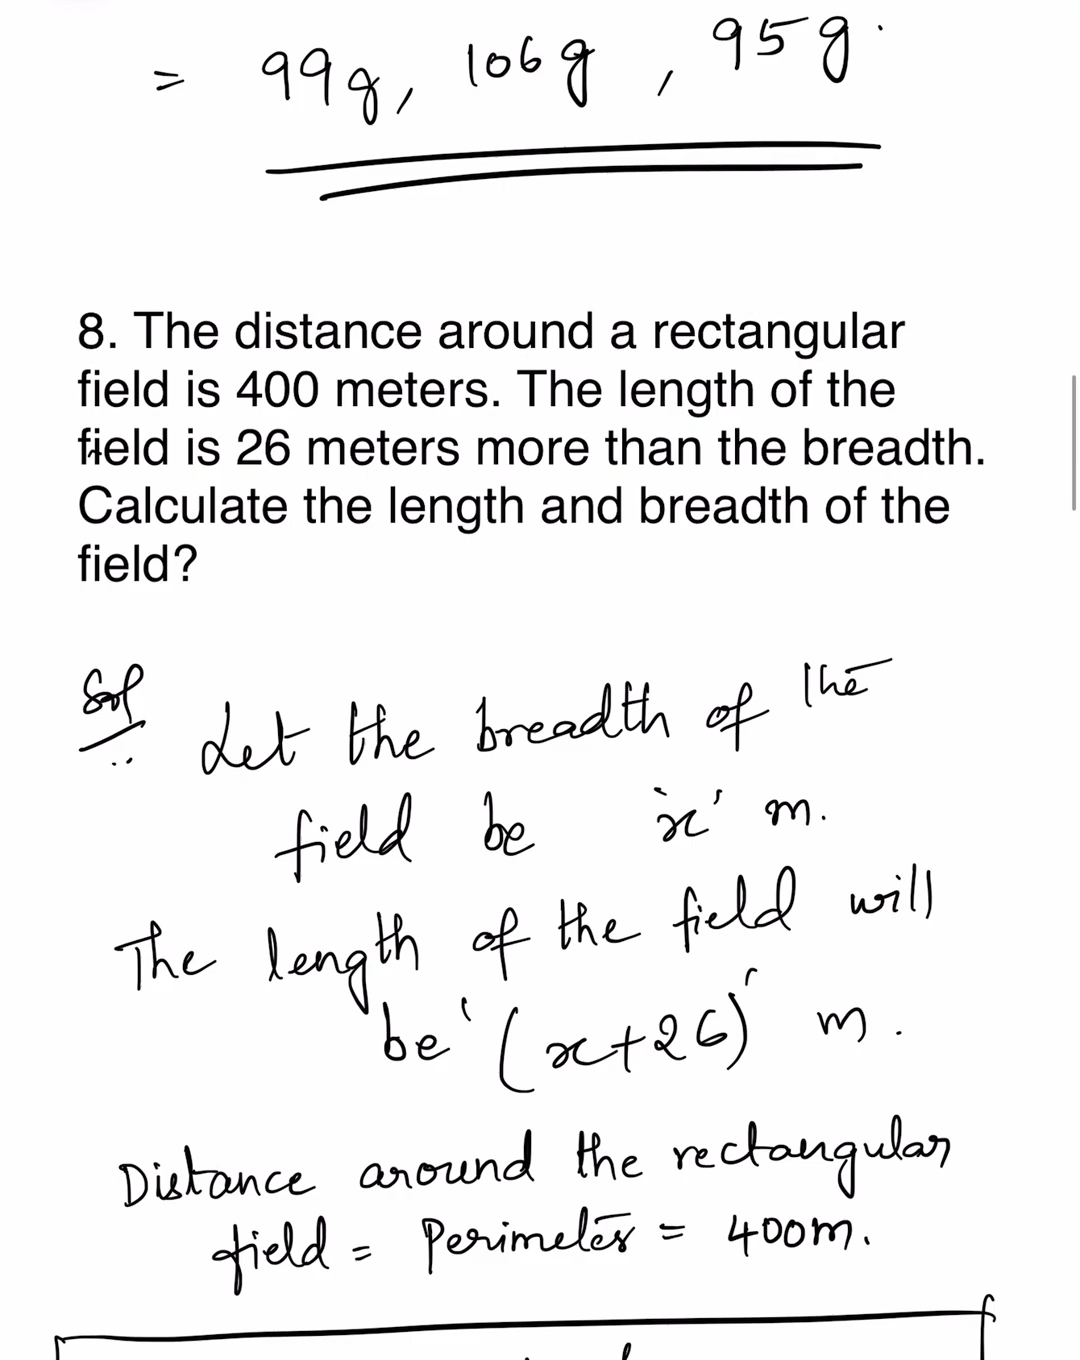 = 99g, 106g, 95g.
8. The distance around a rectangular
field is 400 meters. The length of the
field is 26 meters more than the breadth.
Calculate the length and breadth of the
field?
Sol
Let the breadth of the
field be 'x' m.
The length of the field will
be '(x+26)' m.
Distance around the rectangular
field = Perimeter = 400m.